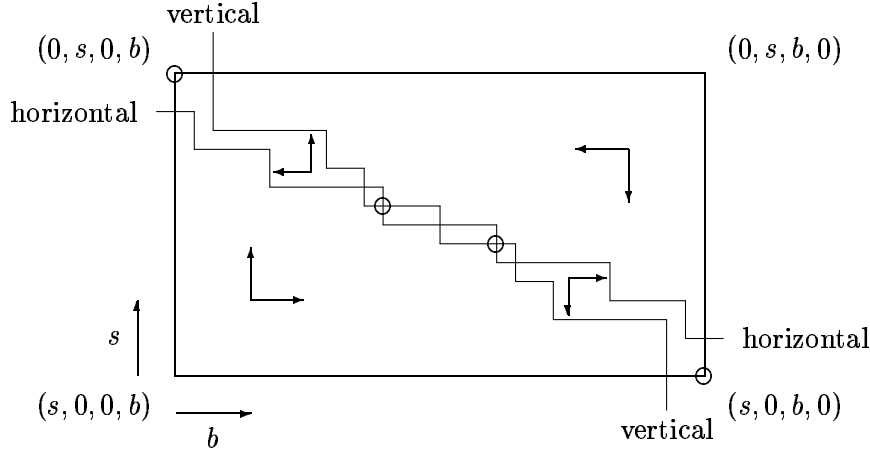 vertical
(0, s, 0, b)
(0, s, b, 0)
horizontal
s
horizontal
(s, 0, 0, b)
(s, 0, b, 0)
b
vertical